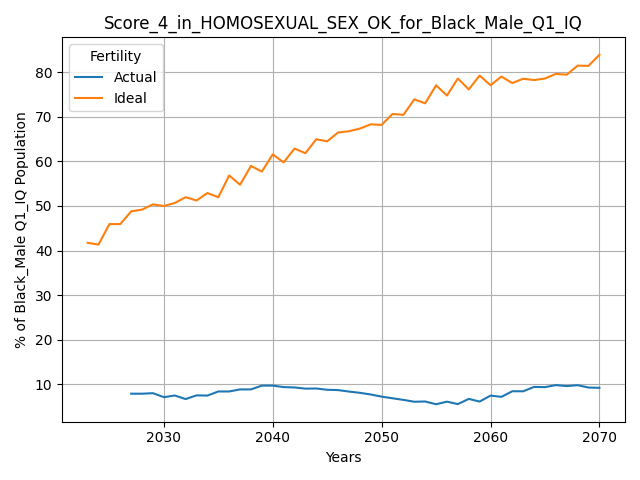 Score_4_in_HOMOSEXUAL_SEX_OK_for_Black_Male_Q1_IQ
Fertility
Actual
Ideal
% of Black_Male Q1_IQ Population
80
70
60
50
40
30
20
10
2030 2040 2050 2060 2070
Years